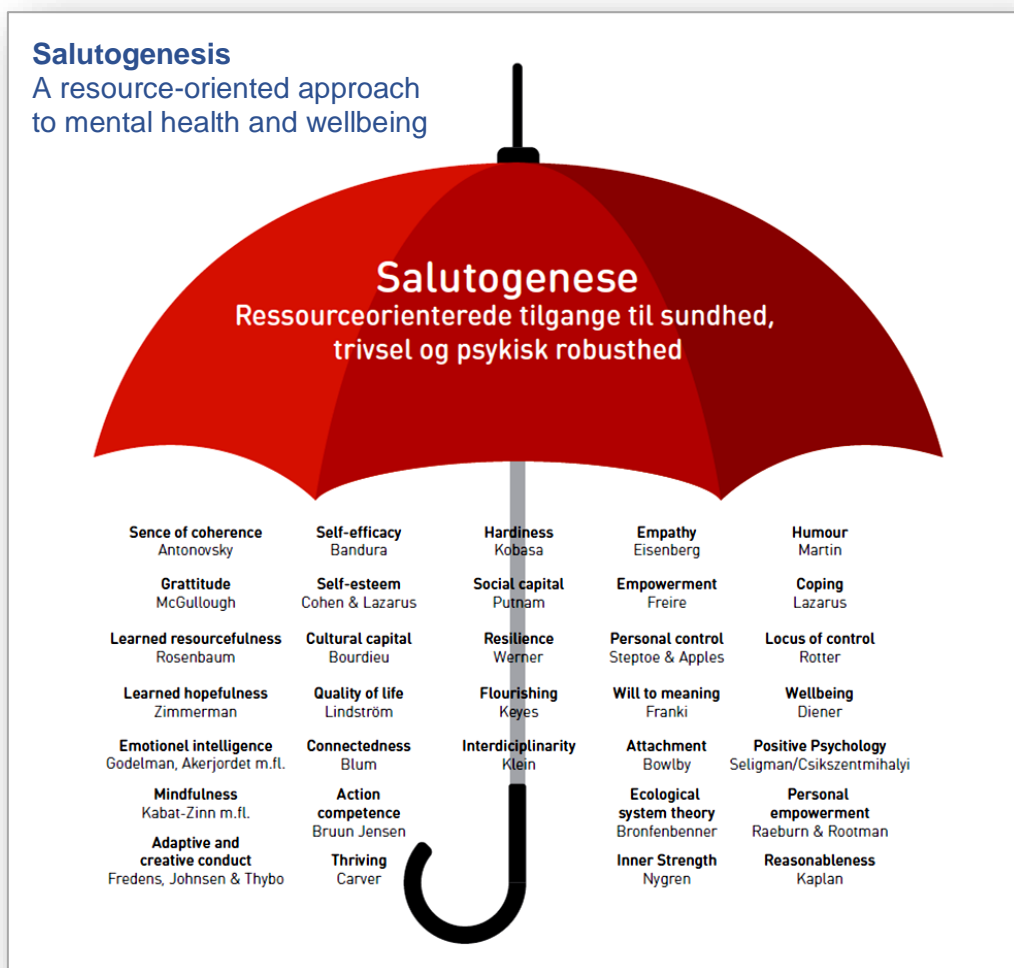 Salutogenesis
A resource-oriented approach
to mental health and wellbeing
Salutogenese
Ressourceorienterede tilgange til sundhed,
trivsel og psykisk robusthed
Sence of coherence
Antonovsky
Self-efficacy
Bandura
Hardiness
Kobasa
Empathy
Eisenberg
Humour
Martin
Grattitude
McGullough
Self-esteem
Cohen & Lazarus
Social capital
Putnam
Empowerment
Freire
Coping
Lazarus
Learned resourcefulness
Rosenbaum
Cultural capital
Bourdieu
Resilience
Werner
Personal control
Steptoe & Apples
Locus of control
Rotter
Learned hopefulness
Zimmerman
Quality of life
Lindström
Flourishing
Keyes
Will to meaning
Franki
Wellbeing
Diener
Emotionel intelligence
Godelman, Akerjordet m.fl.
Connectedness
Blum
Interdiciplinarity
Klein
Attachment
Bowlby
Positive Psychology
Seligman/Csikszentmihalyi
Mindfulness
Kabat-Zinn m.fl.
Action
competence
Bruun Jensen
Ecological
system theory
Bronfenbenner
Personal
empowerment
Raeburn & Rootman
Adaptive and
creative conduct
Fredens, Johnsen & Thybo
Thriving
Carver
Inner Strength
Nygren
Reasonableness
Kaplan